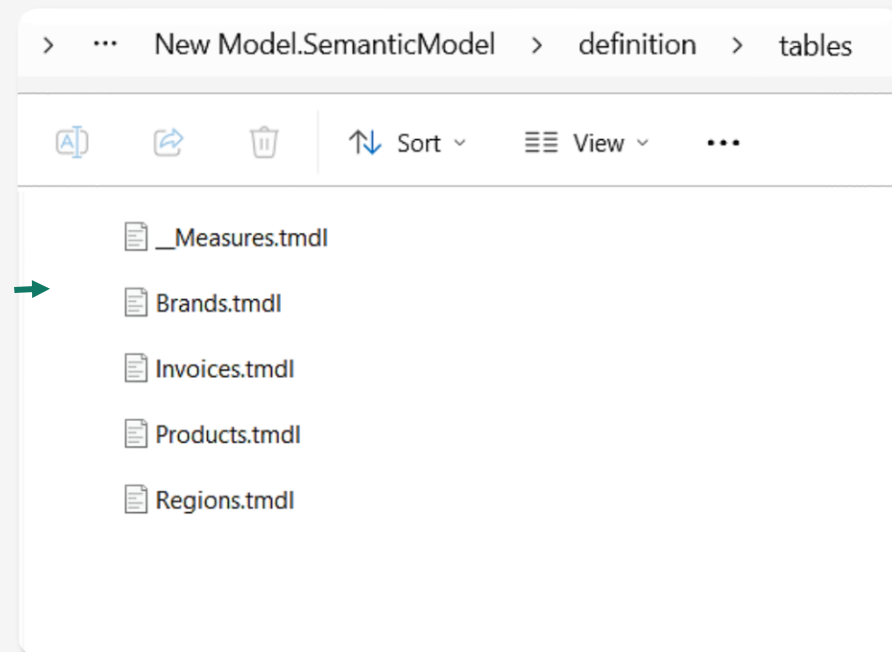 > ... New Model.SemanticModel > definition > tables
A Sort View ...
__Measures.tmdl
Brands.tmdl
Invoices.tmdl
Products.tmdl
Regions.tmdl